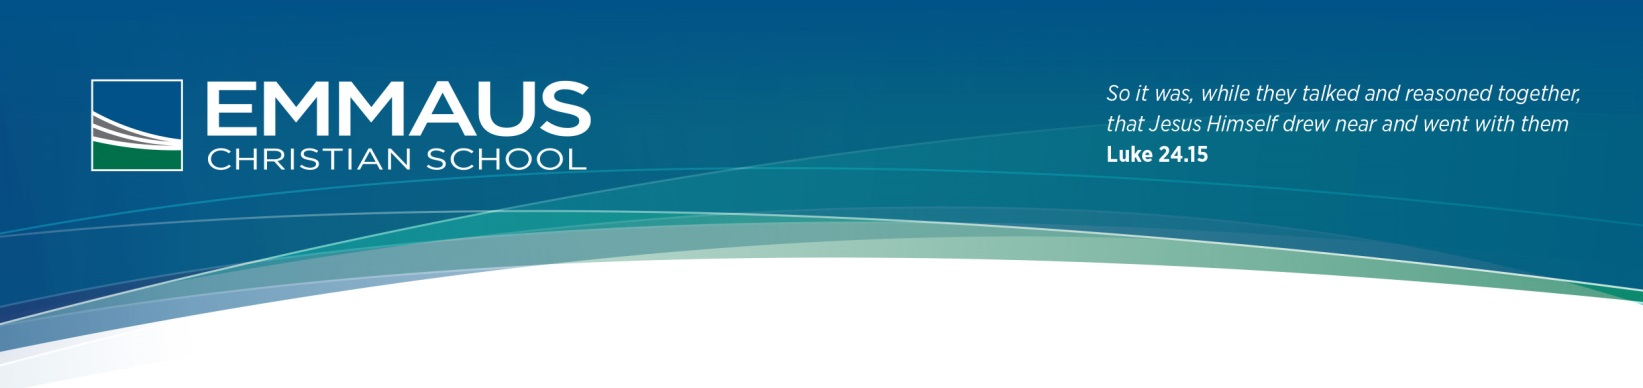 EMMAUS
CHRISTIAN SCHOOL
So it was, while they talked and reasoned together,
that Jesus Himself drew near and went with them
Luke 24.15